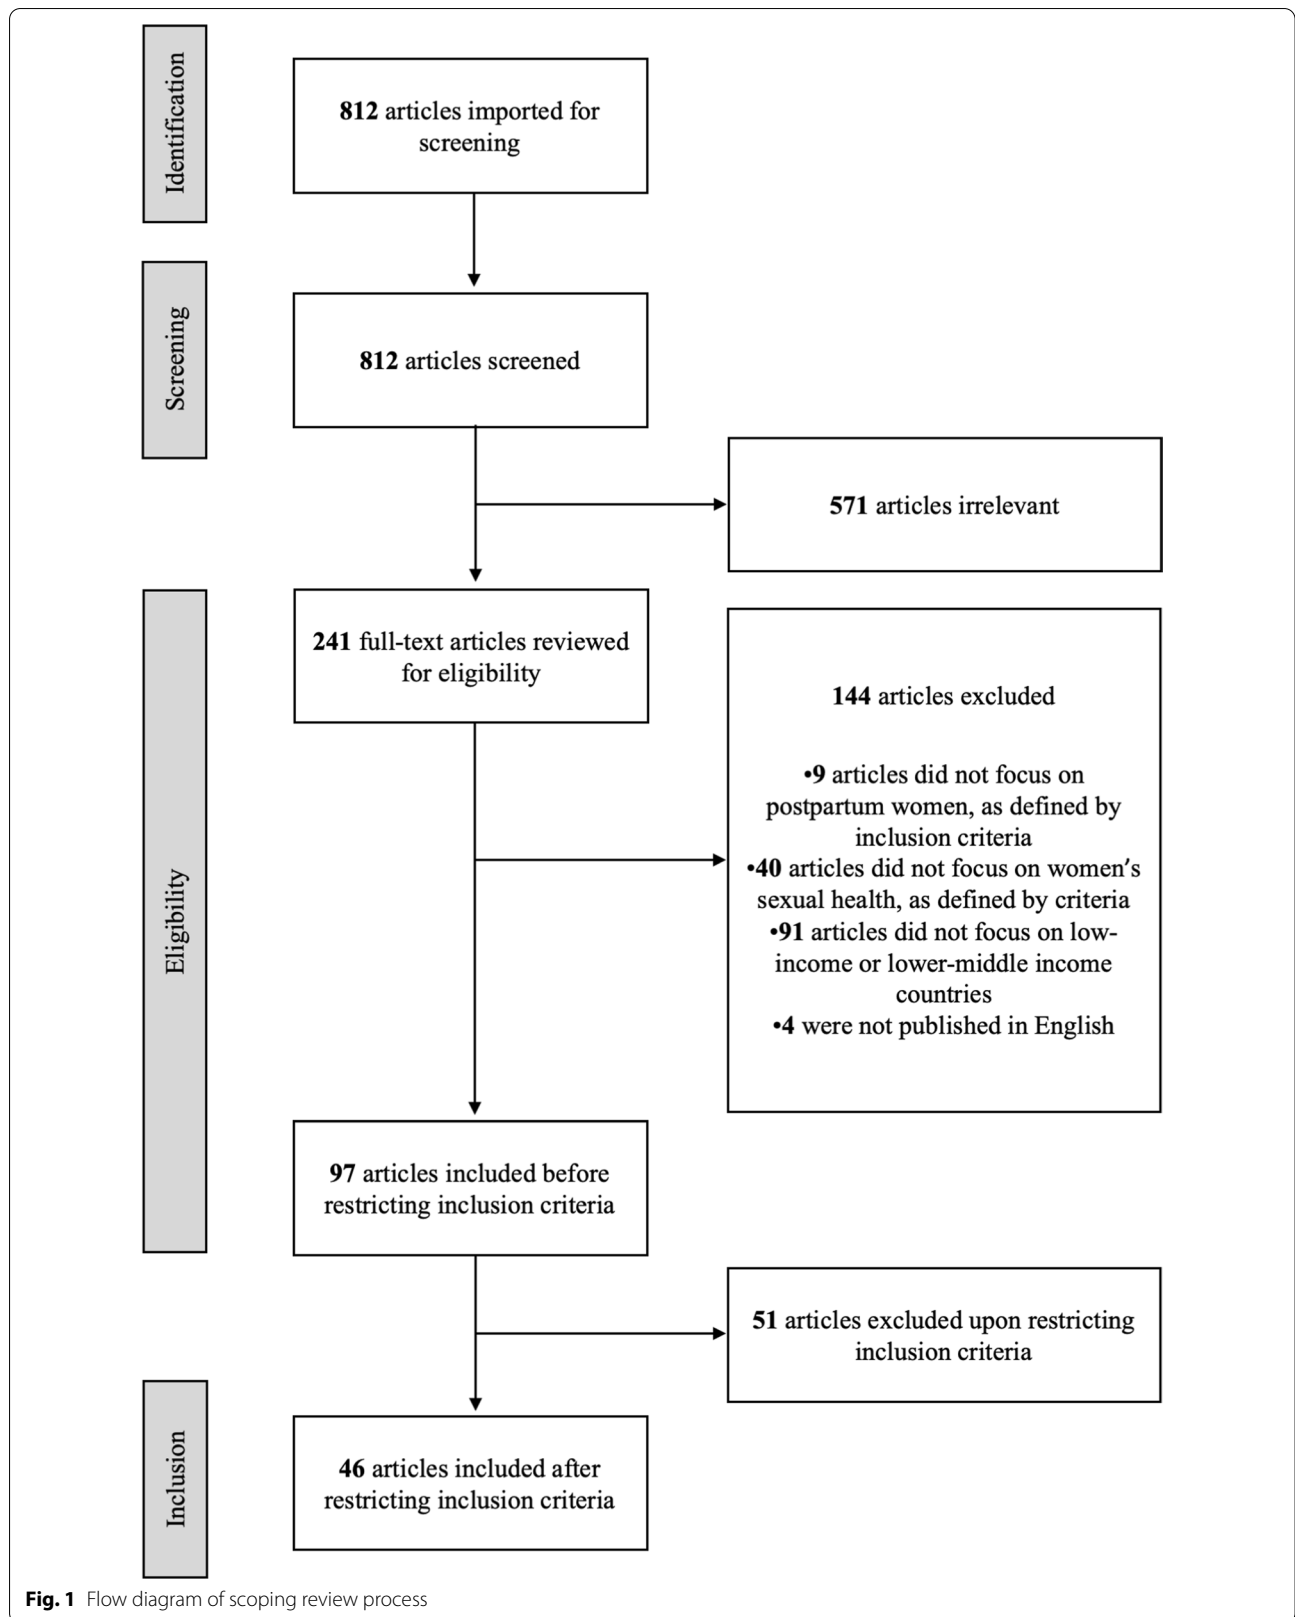 Identification
812 articles imported for
screening
Screening
812 articles screened
571 articles irrelevant
Eligibility
241 full-text articles reviewed
for eligibility
144 articles excluded
•9 articles did not focus on
postpartum women, as defined by
inclusion criteria
•40 articles did not focus on women's
sexual health, as defined by criteria
•91 articles did not focus on low-
income or lower-middle income
countries
•4 were not published in English
97 articles included before
restricting inclusion criteria
51 articles excluded upon restricting
inclusion criteria
Inclusion
46 articles included after
restricting inclusion criteria
Fig. 1 Flow diagram of scoping review process